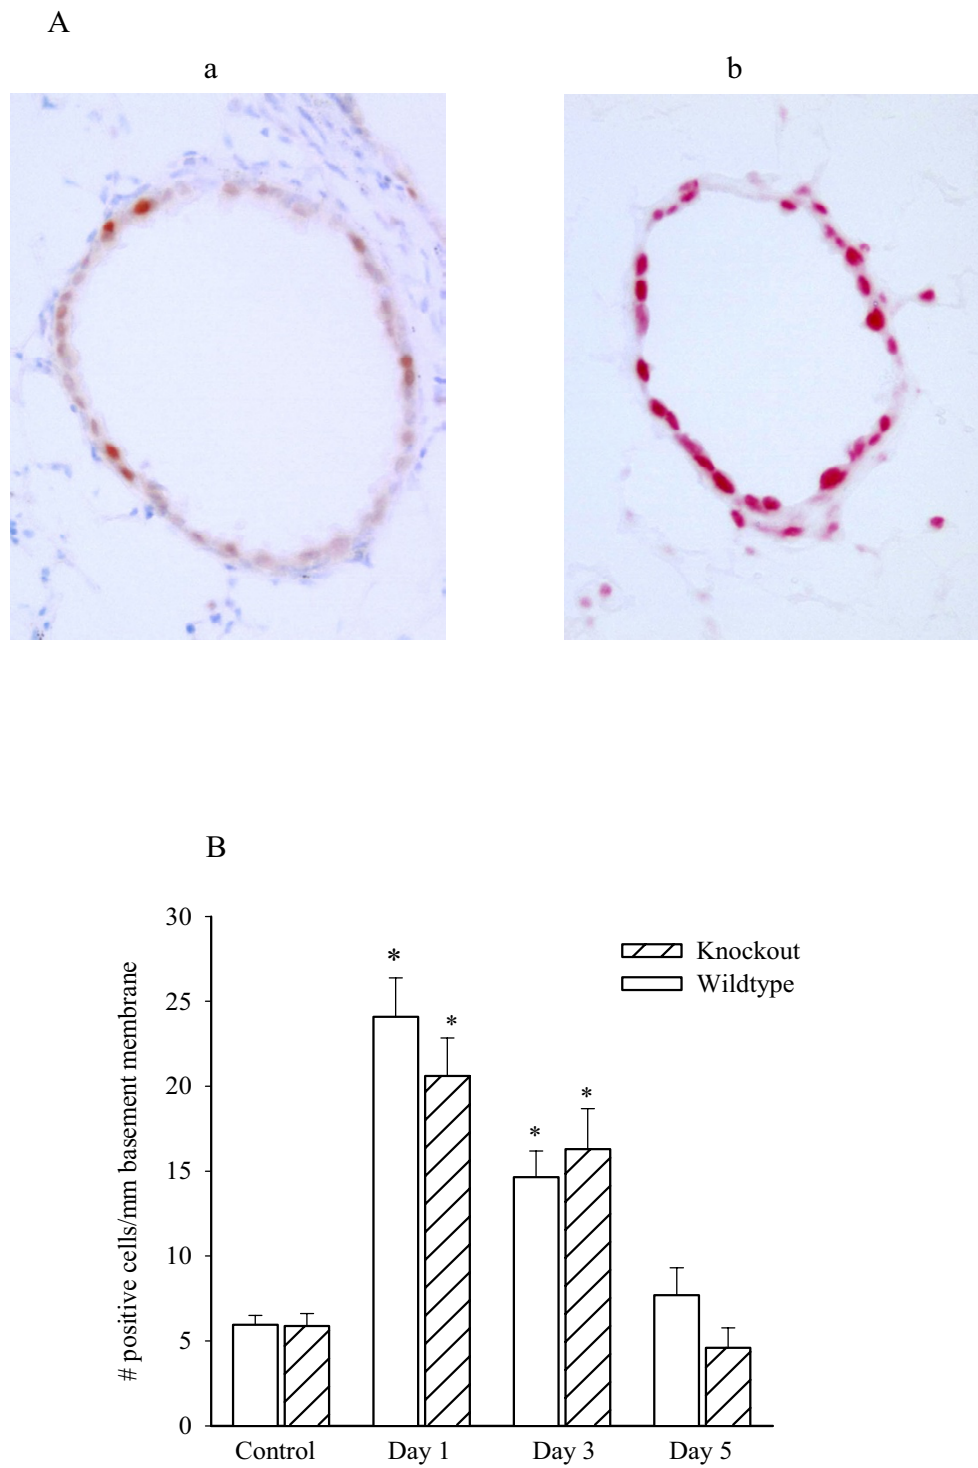 A
a
b
B
# positive cells/mm basement membrane
30
25
20
15
10
5
0
*
*
*
*
Knockout
Wildtype
Control
Day 1
Day 3
Day 5